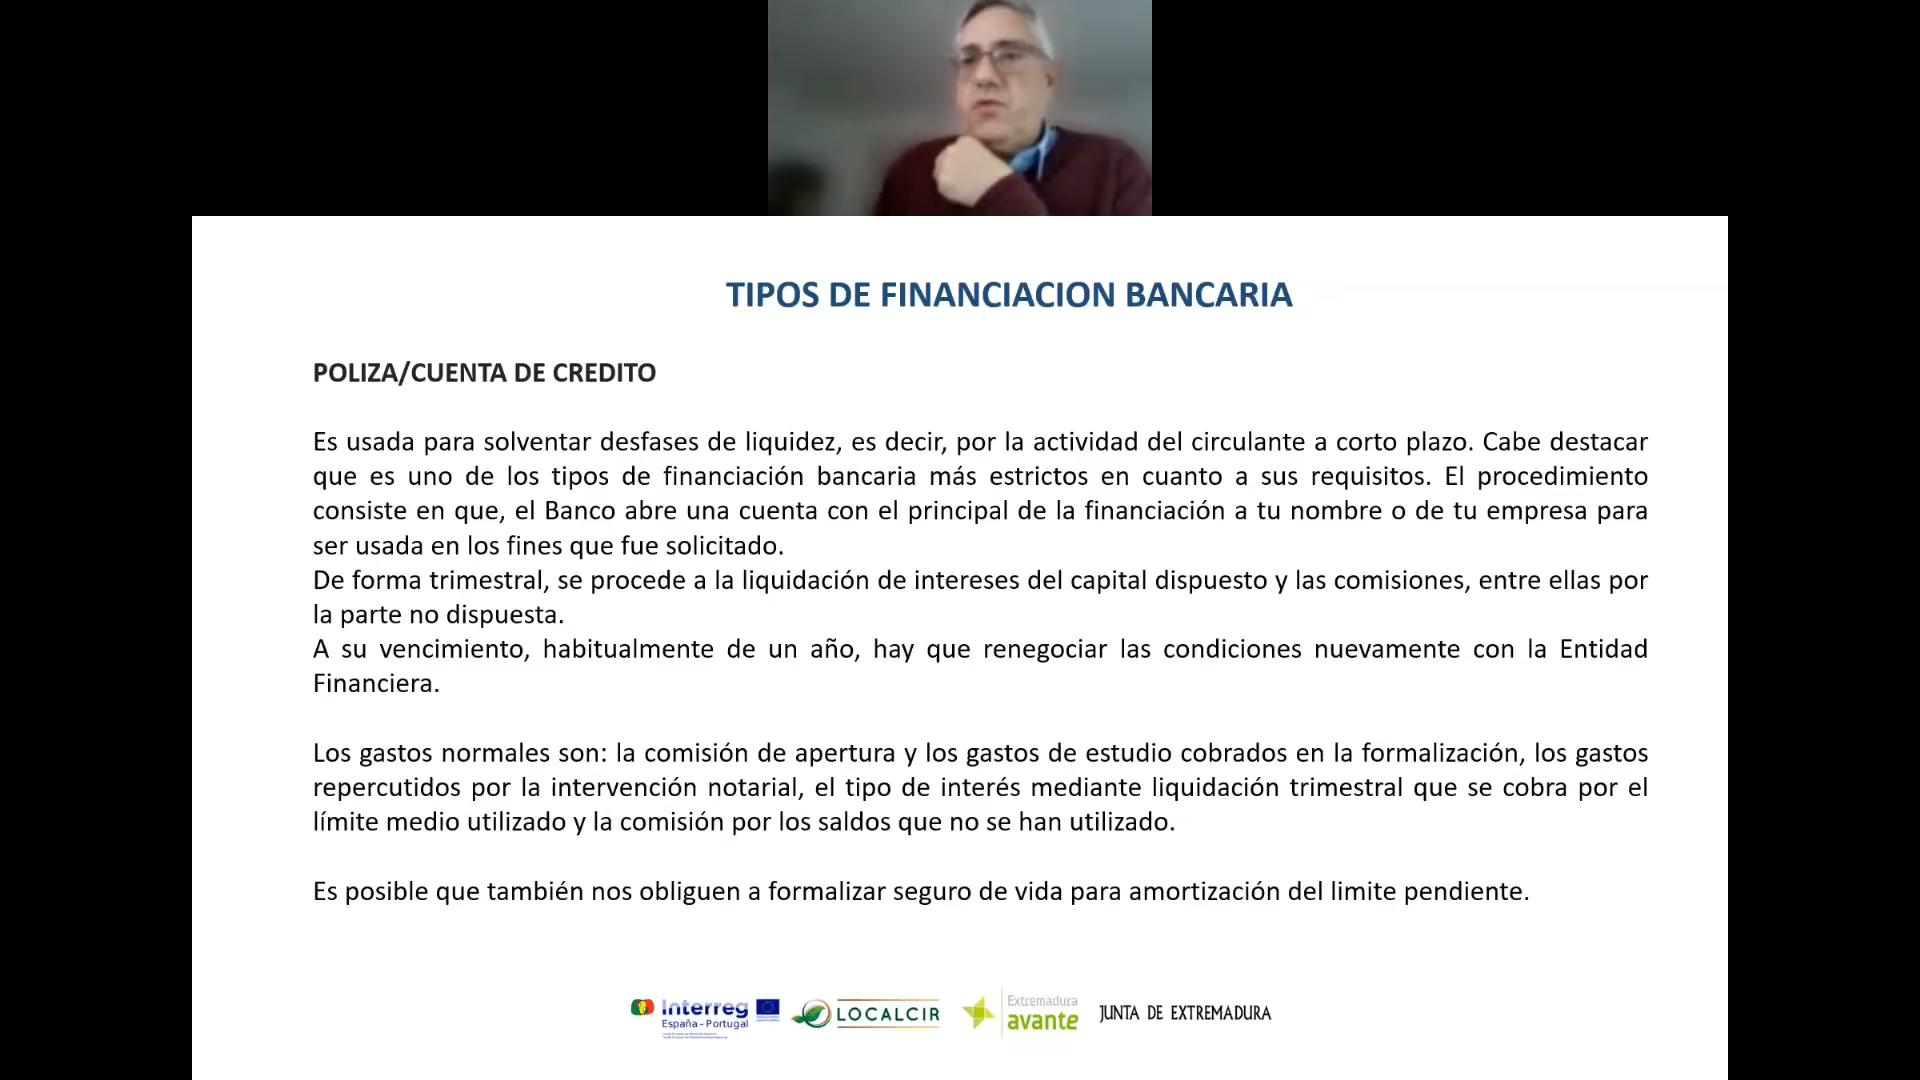 TIPOS DE FINANCIACION BANCARIA
POLIZA/CUENTA DE CREDITO
Es usada para solventar desfases de liquidez, es decir, por la actividad del circulante a corto plazo. Cabe destacar
que es uno de los tipos de financiación bancaria más estrictos en cuanto a sus requisitos. El procedimiento
consiste en que, el Banco abre una cuenta con el principal de la financiación a tu nombre o de tu empresa para
ser usada en los fines que fue solicitado.
De forma trimestral, se procede a la liquidación de intereses del capital dispuesto y las comisiones, entre ellas por
la parte no dispuesta.
A su vencimiento, habitualmente de un año, hay que renegociar las condiciones nuevamente con la Entidad
Financiera.
Los gastos normales son: la comisión de apertura y los gastos de estudio cobrados en la formalización, los gastos
repercutidos por la intervención notarial, el tipo de interés mediante liquidación trimestral que se cobra por el
límite medio utilizado y la comisión por los saldos que no se han utilizado.
Es posible que también nos obliguen a formalizar seguro de vida para amortización del limite pendiente.
Interreg
España - Portugal
LOCALCIR
Extremadura
avante
JUNTA DE EXTREMADURA